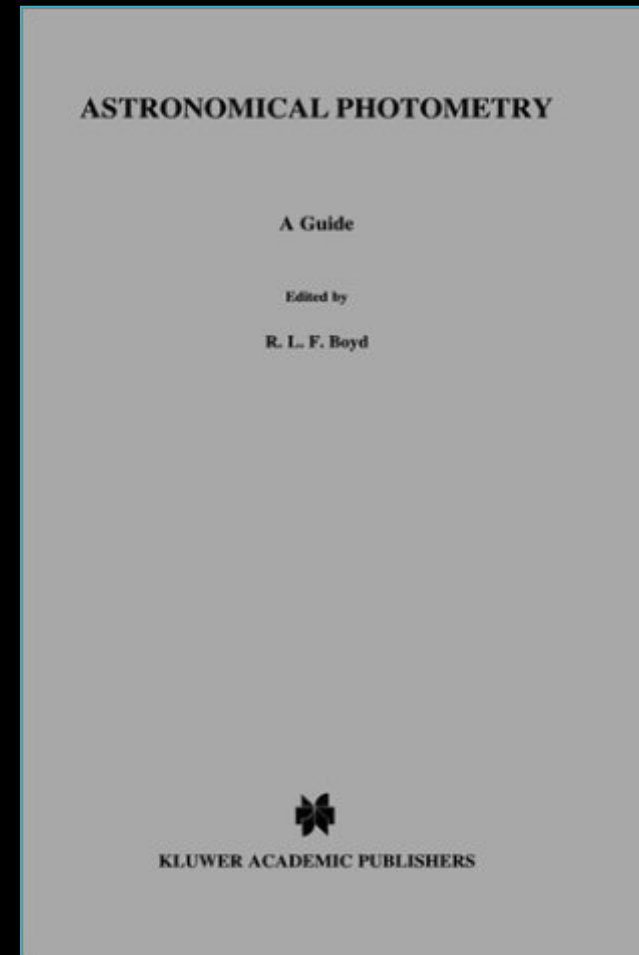 ASTRONOMICAL PHOTOMETRY
A Guide
Edited by
R. L. F. Boyd
KLUWER ACADEMIC PUBLISHERS